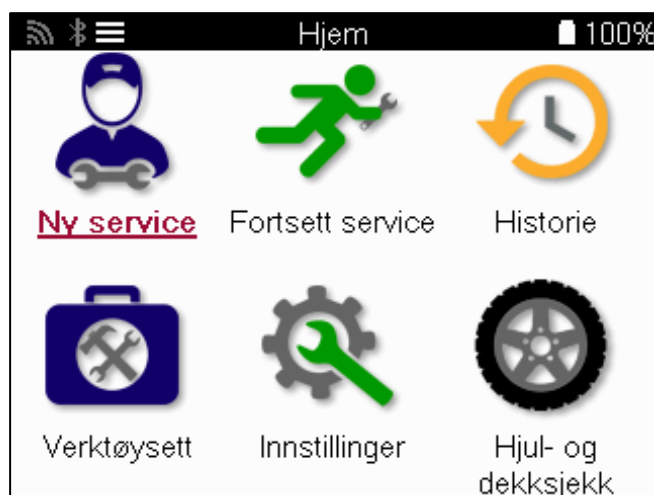 Hjem 100%
Ny service Fortsett service Historie
Verktøysett Innstillinger Hjul- og
dekksjekk